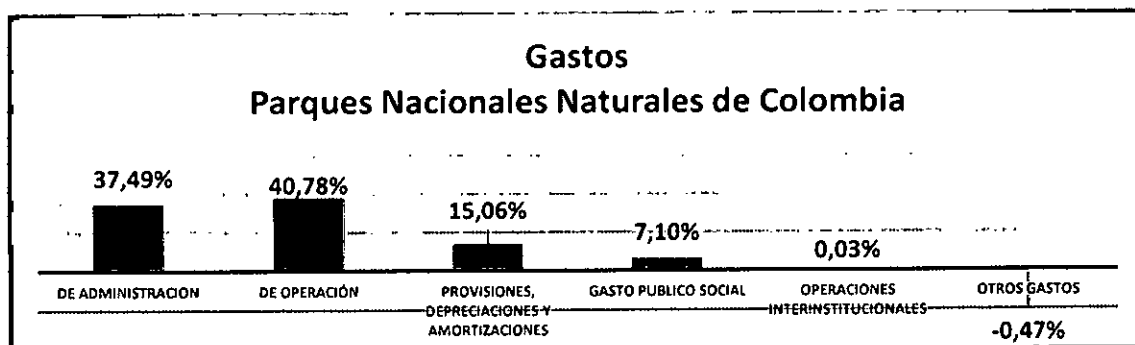 Gastos
Parques Nacionales Naturales de Colombia
37,49%
40,78%
15,06%
7,10%
0,03%
DE ADMINISTRACION
DE OPERACIÓN
PROVISIONES,
DEPRECIACIONES Y
AMORTIZACIONES
GASTO PUBLICO SOCIAL
OPERACIONES
INTERINSTITUCIONALES
OTROS GASTOS
-0,47%